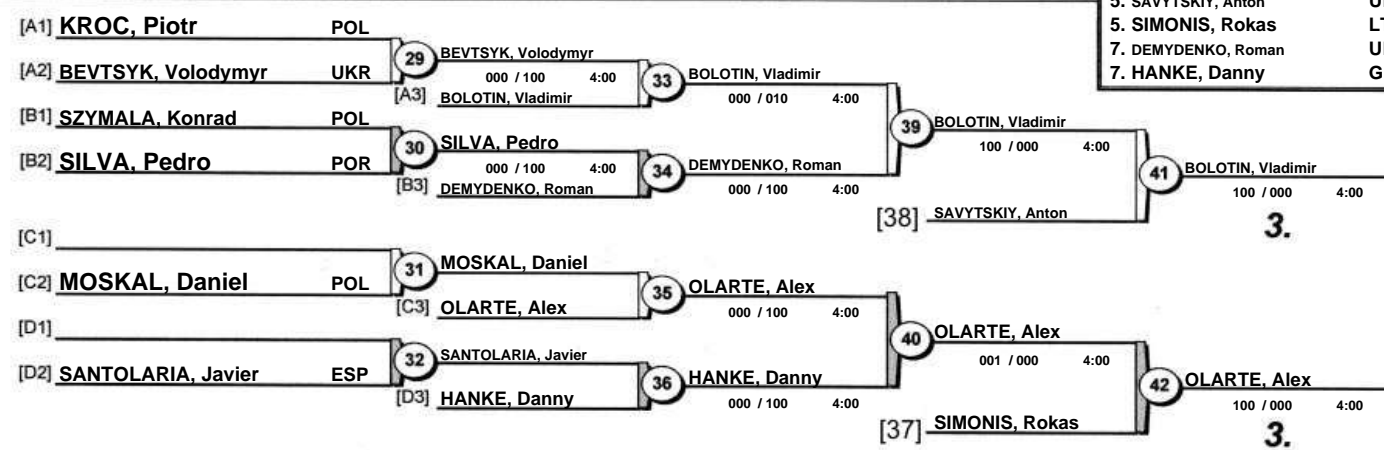 5. SAVYTSKIY, Anton U
5. SIMONIS, Rokas LT
7. DEMYDENKO, Roman U
7. HANKE, Danny G
[A1] KROC, Piotr POL
29
BEVTSYK, Volodymyr
[A2] BEVTSYK, Volodymyr UKR
000 / 100 4:00
33
BOLOTIN, Vladimir
[A3] BOLOTIN, Vladimir
000 / 010 4:00
[B1] SZYMALA, Konrad POL
39
BOLOTIN, Vladimir
30
SILVA, Pedro
100 / 000 4:00
[B2] SILVA, Pedro POR
000 / 100 4:00
34
DEMYDENKO, Roman
41
BOLOTIN, Vladimir
[B3] DEMYDENKO, Roman
000 / 100 4:00
100 / 000 4:00
[38] SAVYTSKIY, Anton
3.
[C1]
31
MOSKAL, Daniel
[C2] MOSKAL, Daniel POL
35
OLARTE, Alex
[C3] OLARTE, Alex
000 / 100 4:00
[D1]
40
OLARTE, Alex
32
SANTOLARIA, Javier
001 / 000 4:00
[D2] SANTOLARIA, Javier ESP
36
HANKE, Danny
42
OLARTE, Alex
[D3] HANKE, Danny
000 / 100 4:00
100 / 000 4:00
[37] SIMONIS, Rokas
3.